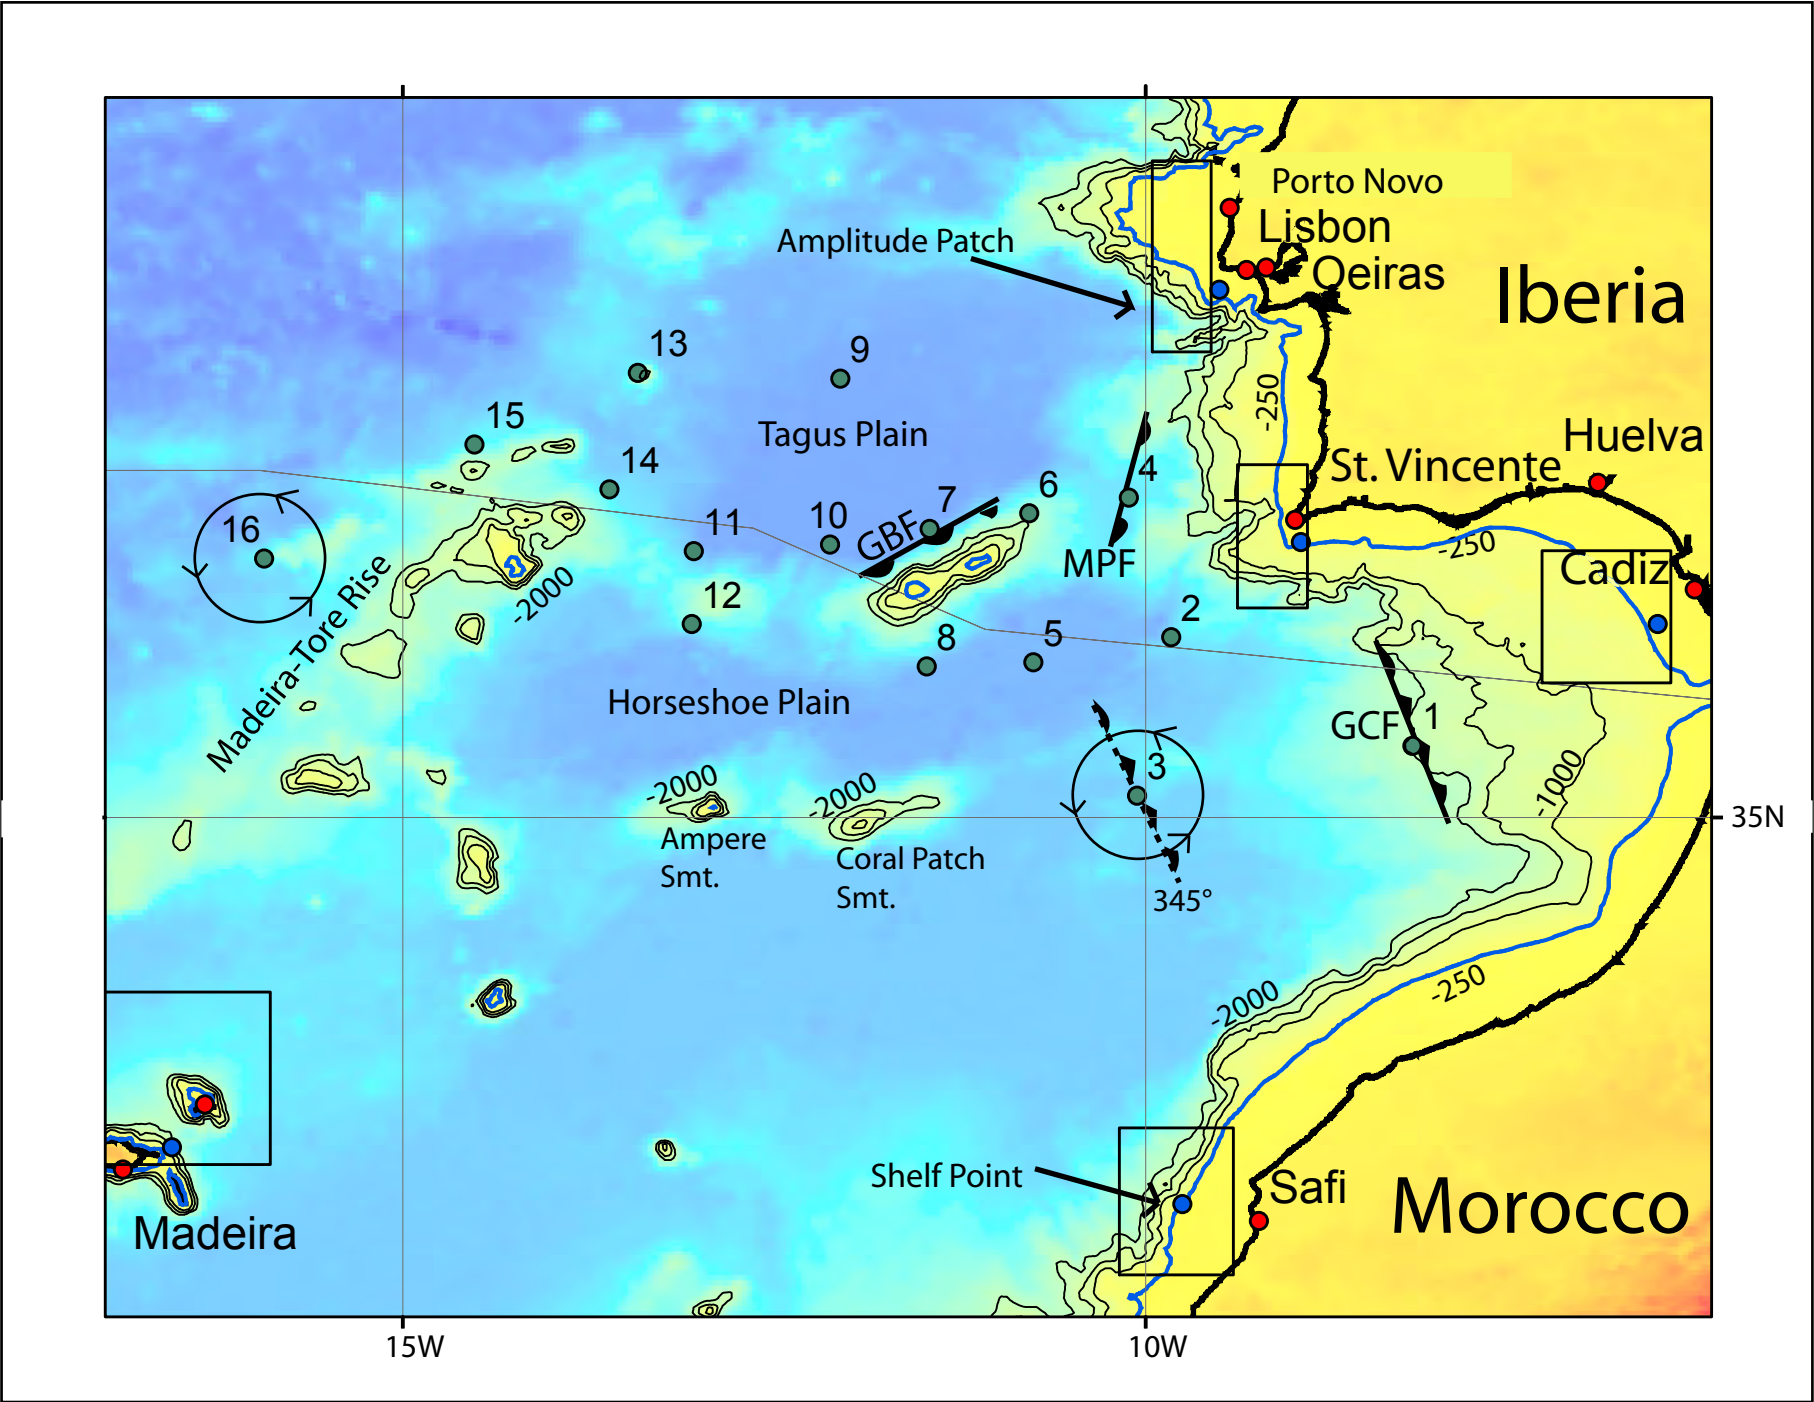 Porto Novo
Lisbon
Amplitude Patch
Oeiras
Iberia
13
9
-250
15
Tagus Plain
Huelva
14
4
St. Vincente
7
6
16
11
10
GBF
-250
MPF
Cadiz
-2000
12
2
Madeira-Tore Rise
8
5
Horseshoe Plain
GCF
1
3
-2000
-2000
-1000
35N
Ampere
Smt.
Coral Patch
Smt.
345°
-250
-2000
Shelf Point
Safi
Morocco
Madeira
15W
10W